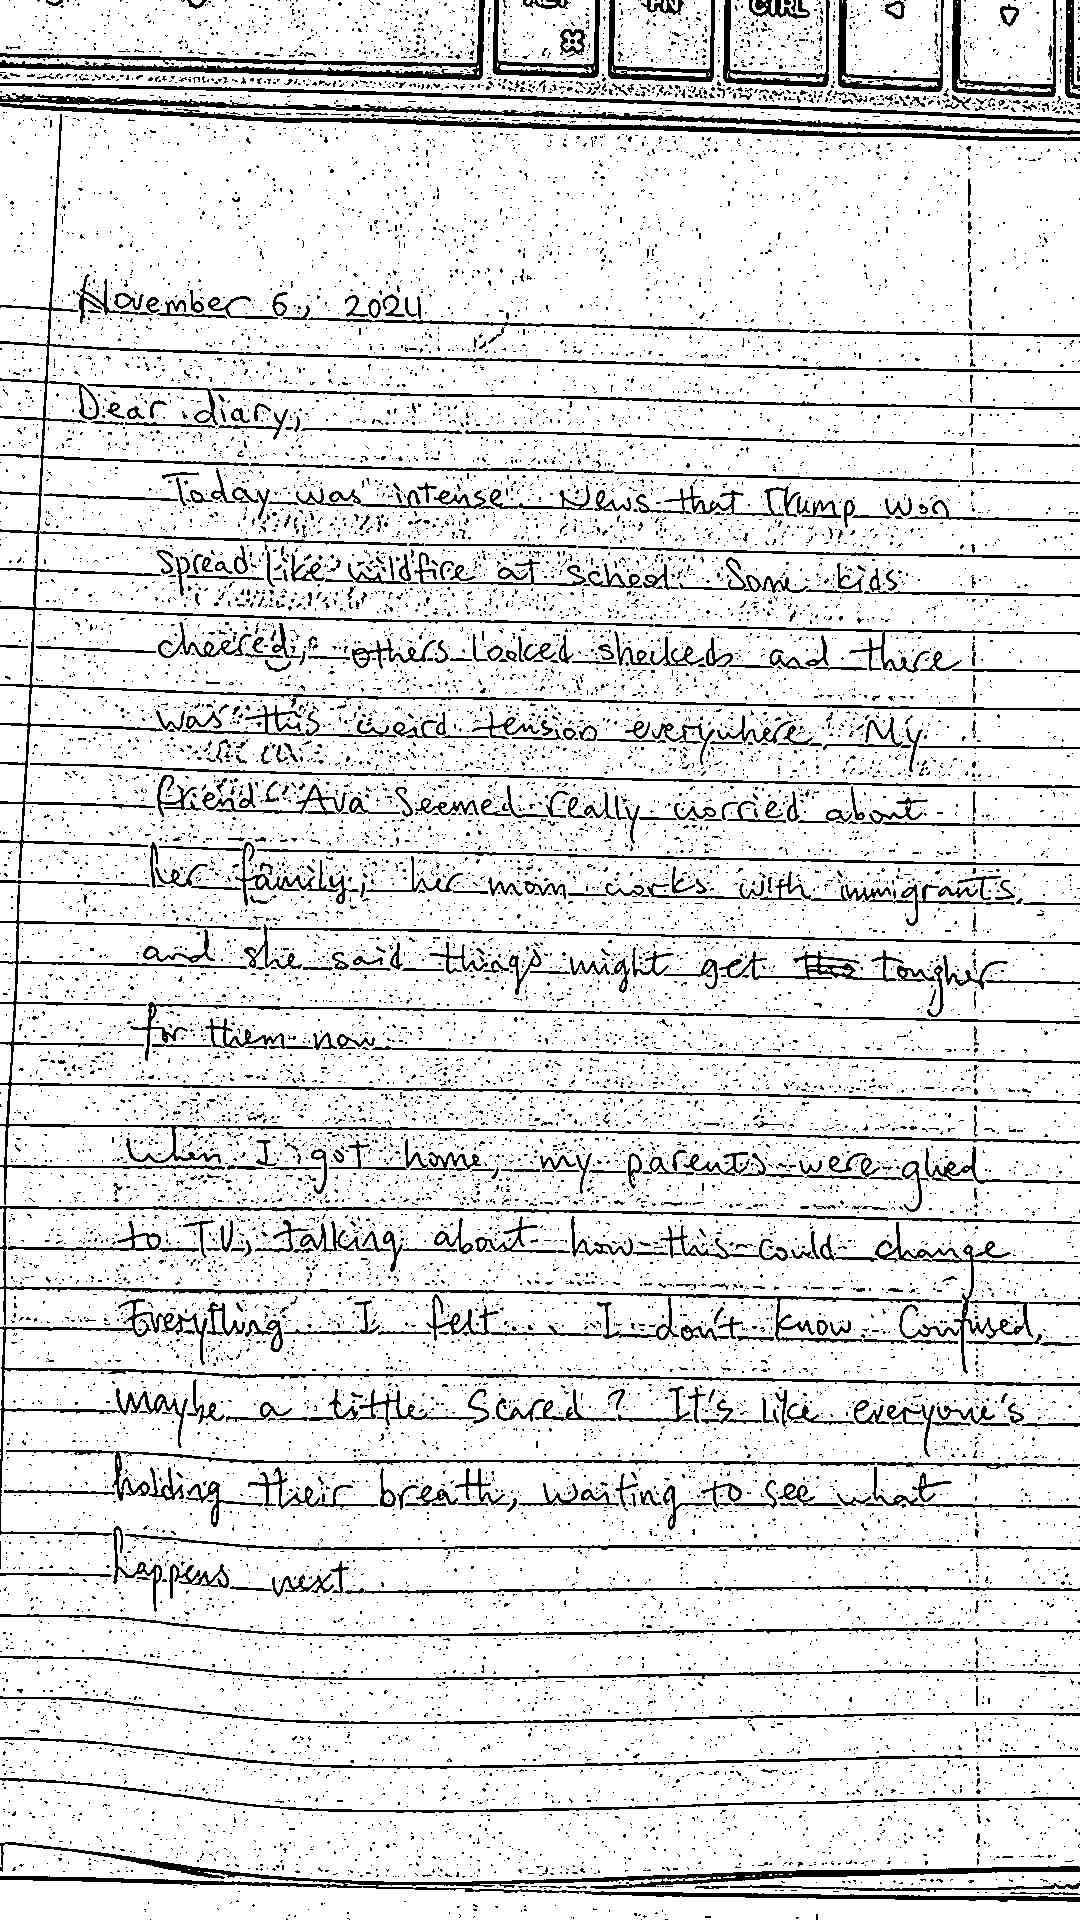 ALT
FN
CTRL
November 6, 2024
Dear diary,
Today was intense. News that Trump won
spread like wildfire at school. Some kids
cheered, others looked shocked and there
was this weird tension everywhere. My
friend Ava seemed really worried about
her family; her mom works with immigrants,
and she said things might get tougher
for them now.
When I got home, my parents were glued
to TV, talking about how this could change
Everything. I felt... I don't know. Confused,
maybe a little scared? It's like everyone's
holding their breath, waiting to see what
happens next.